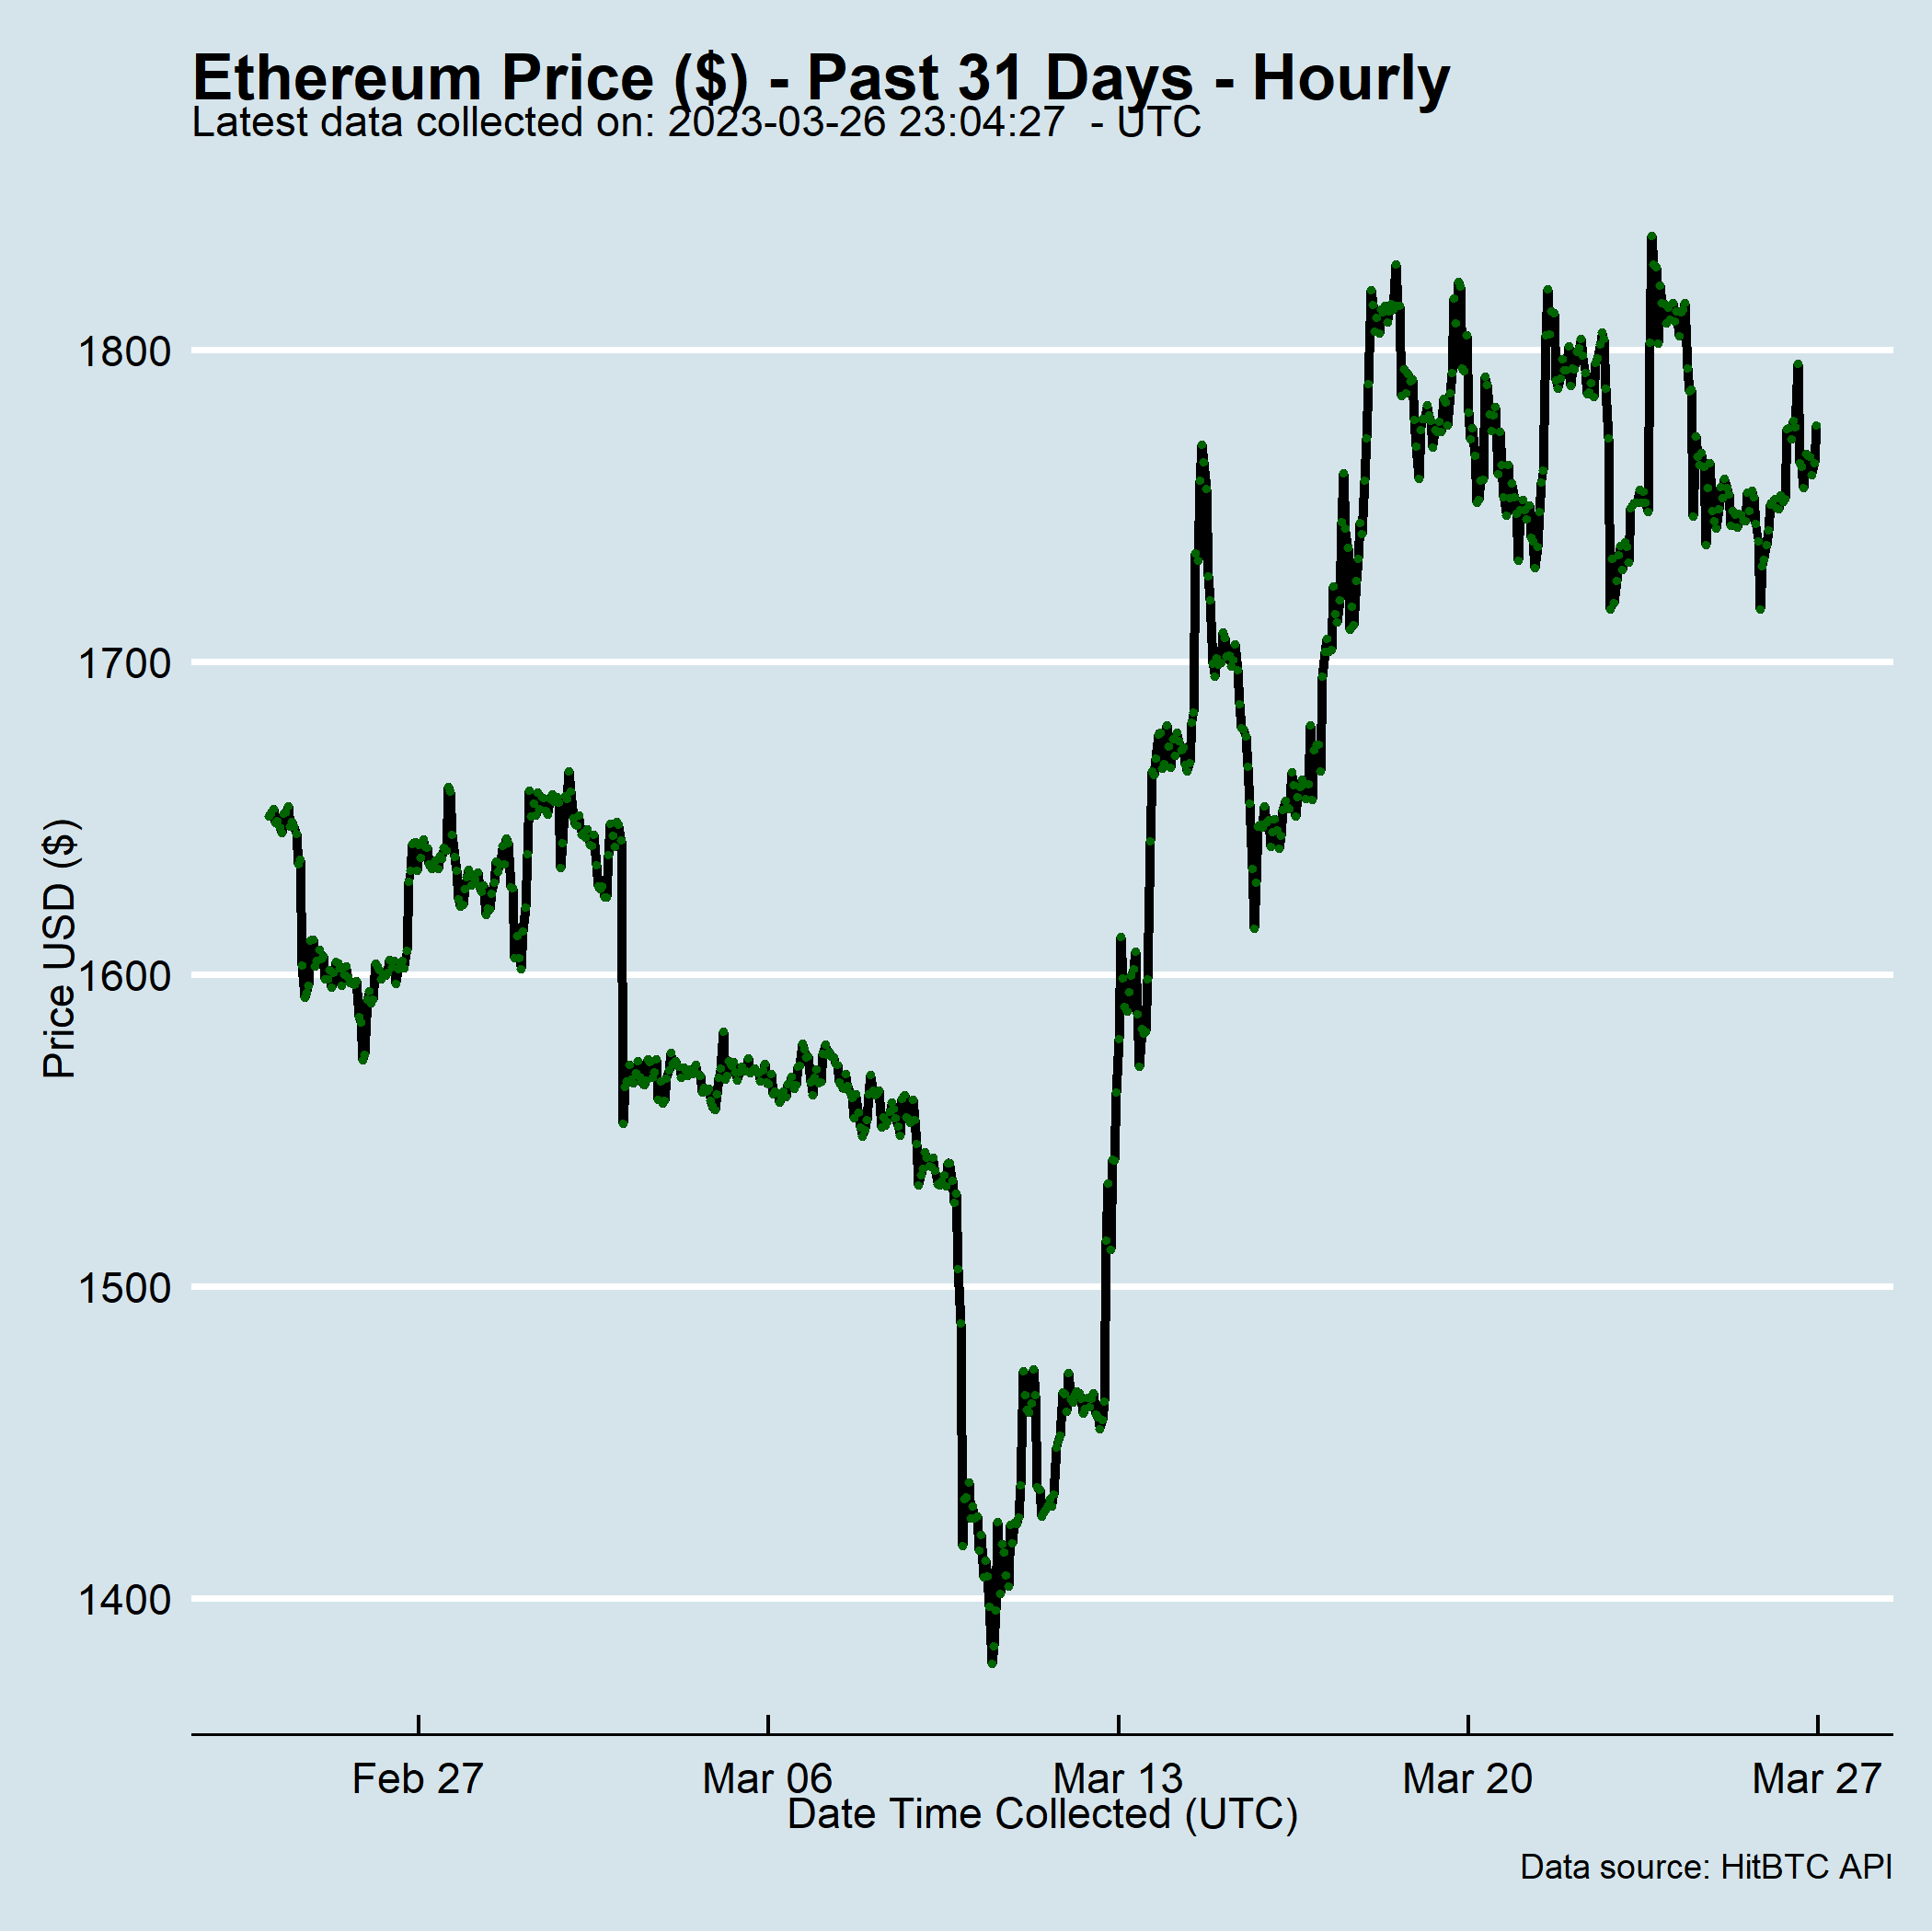 Ethereum Price ($) - Past 31 Days - Hourly
Latest data collected on: 2023-03-26 23:04:27  - UTC
Price USD ($)
1800
1700
1600
1500
1400
Feb 27
Mar 06
Mar 13
Mar 20
Mar 27
Date Time Collected (UTC)
Data source: HitBTC API